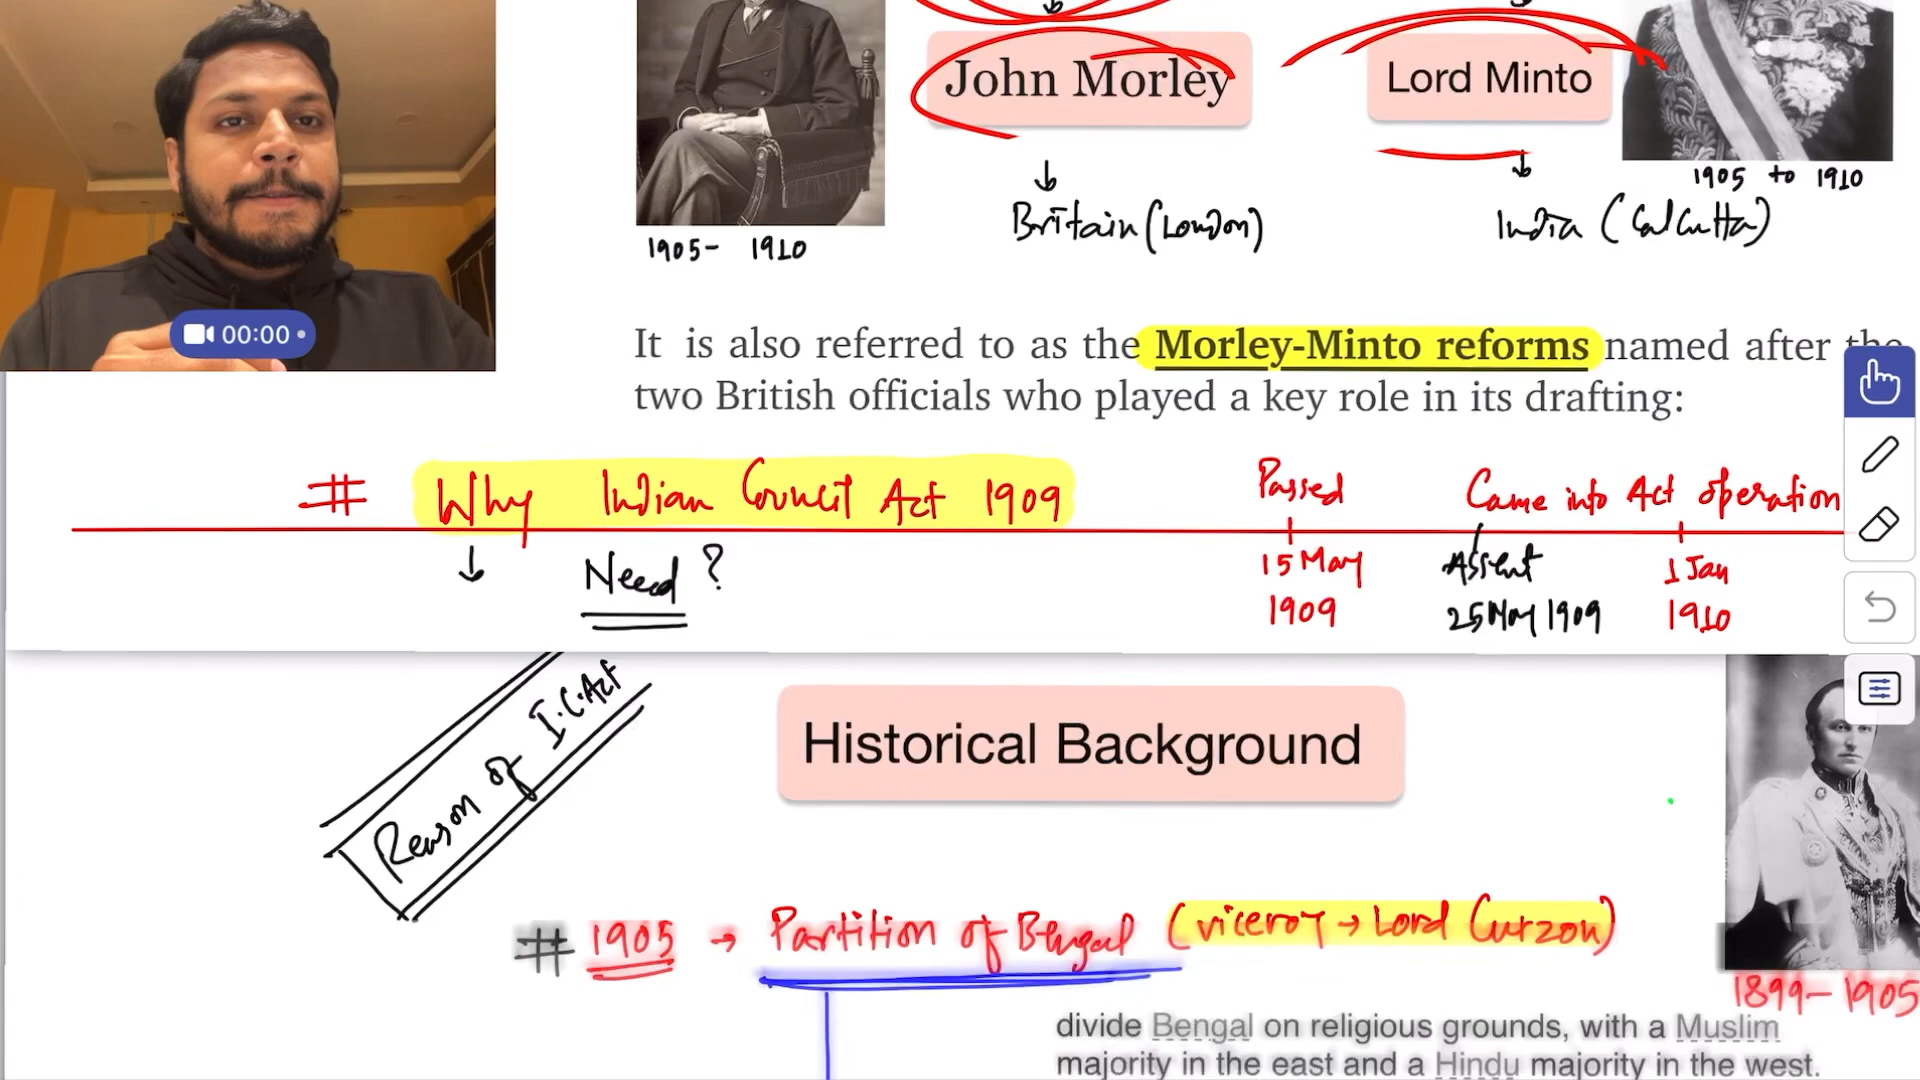 John Morley
Lord Minto
1905 to 1910
Britain (London)
India (Calcutta)
1905- 1910
00:00
It is also referred to as the Morley-Minto reforms named after the
two British officials who played a key role in its drafting:
# Why Indian Council Act 1909
Passed
Came into Act operation
Need ?
15 May
1909
Assent
25 May 1909
1 Jan
1910
Reason of I.C.Act
Historical Background
# 1905 → Partition of Bengal (viceroy → Lord Curzon)
1899-1905
divide Bengal on religious grounds, with a Muslim
majority in the east and a Hindu majority in the west.